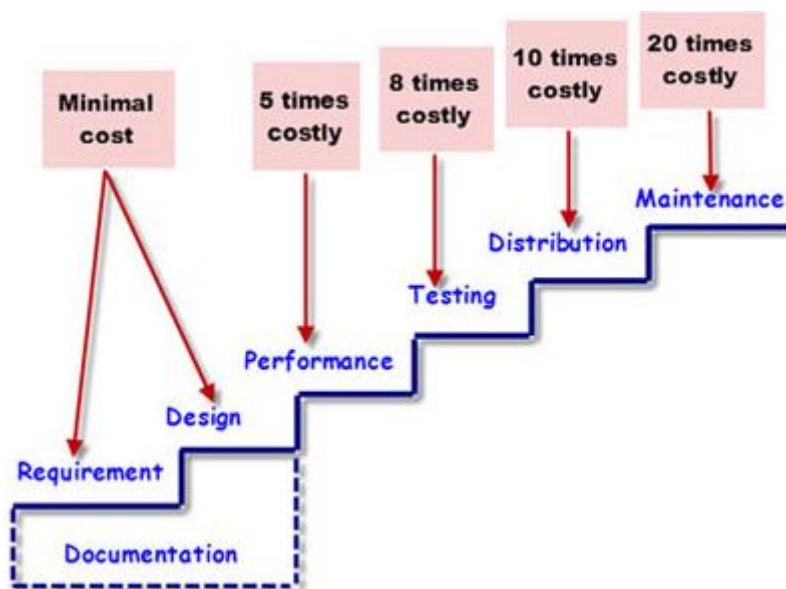 Minimal
cost
5 times
costly
8 times
costly
10 times
costly
20 times
costly
Maintenance
Distribution
Testing
Performance
Design
Requirement
Documentation